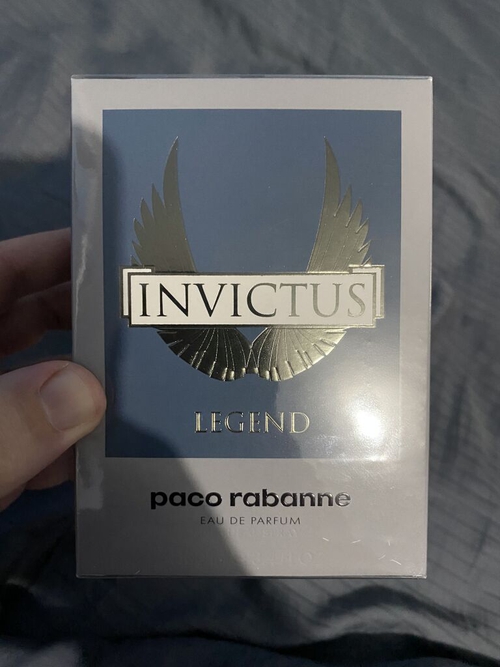 INVICTUS
LEGEND
paco rabanne
EAU DE PARFUM